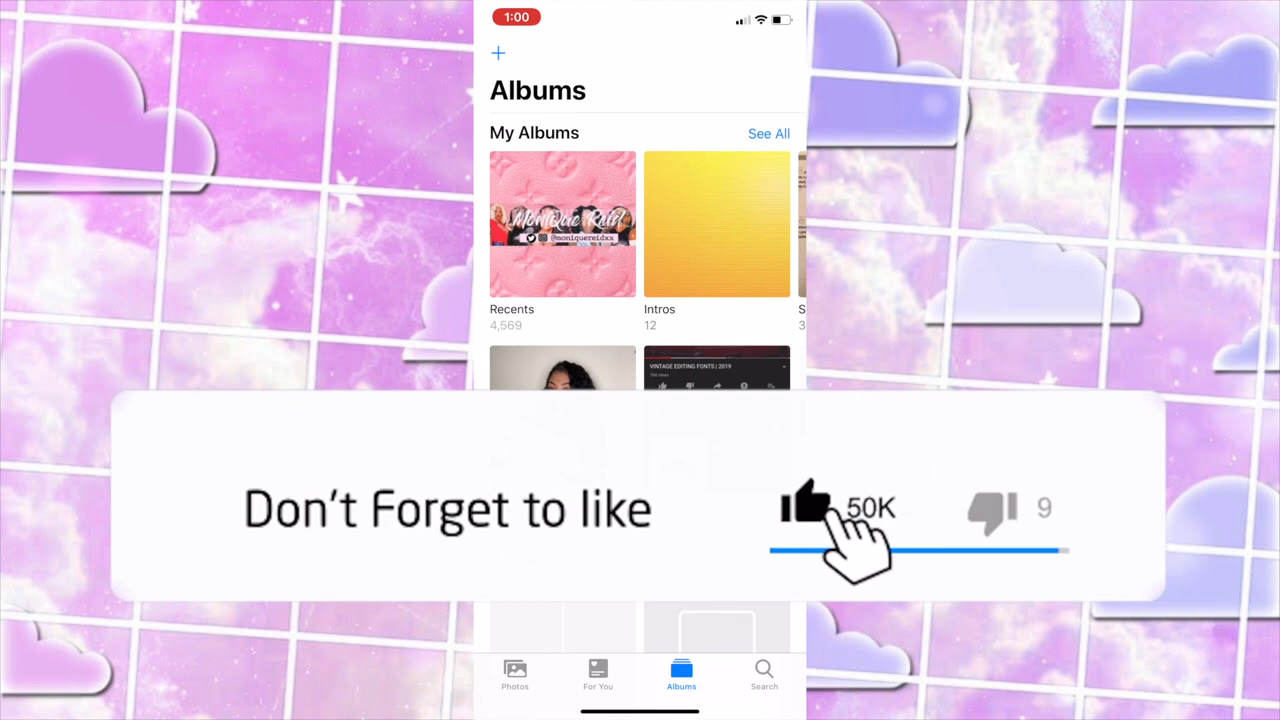 1:00
Albums
My Albums
See All
MoniQue Reid
@moniquereidxx
Recents
Intros
S
4,569
12
3
VINTAGE EDITING FONTS | 2019
Don't Forget to like
50K
9
Photos
For You
Albums
Search